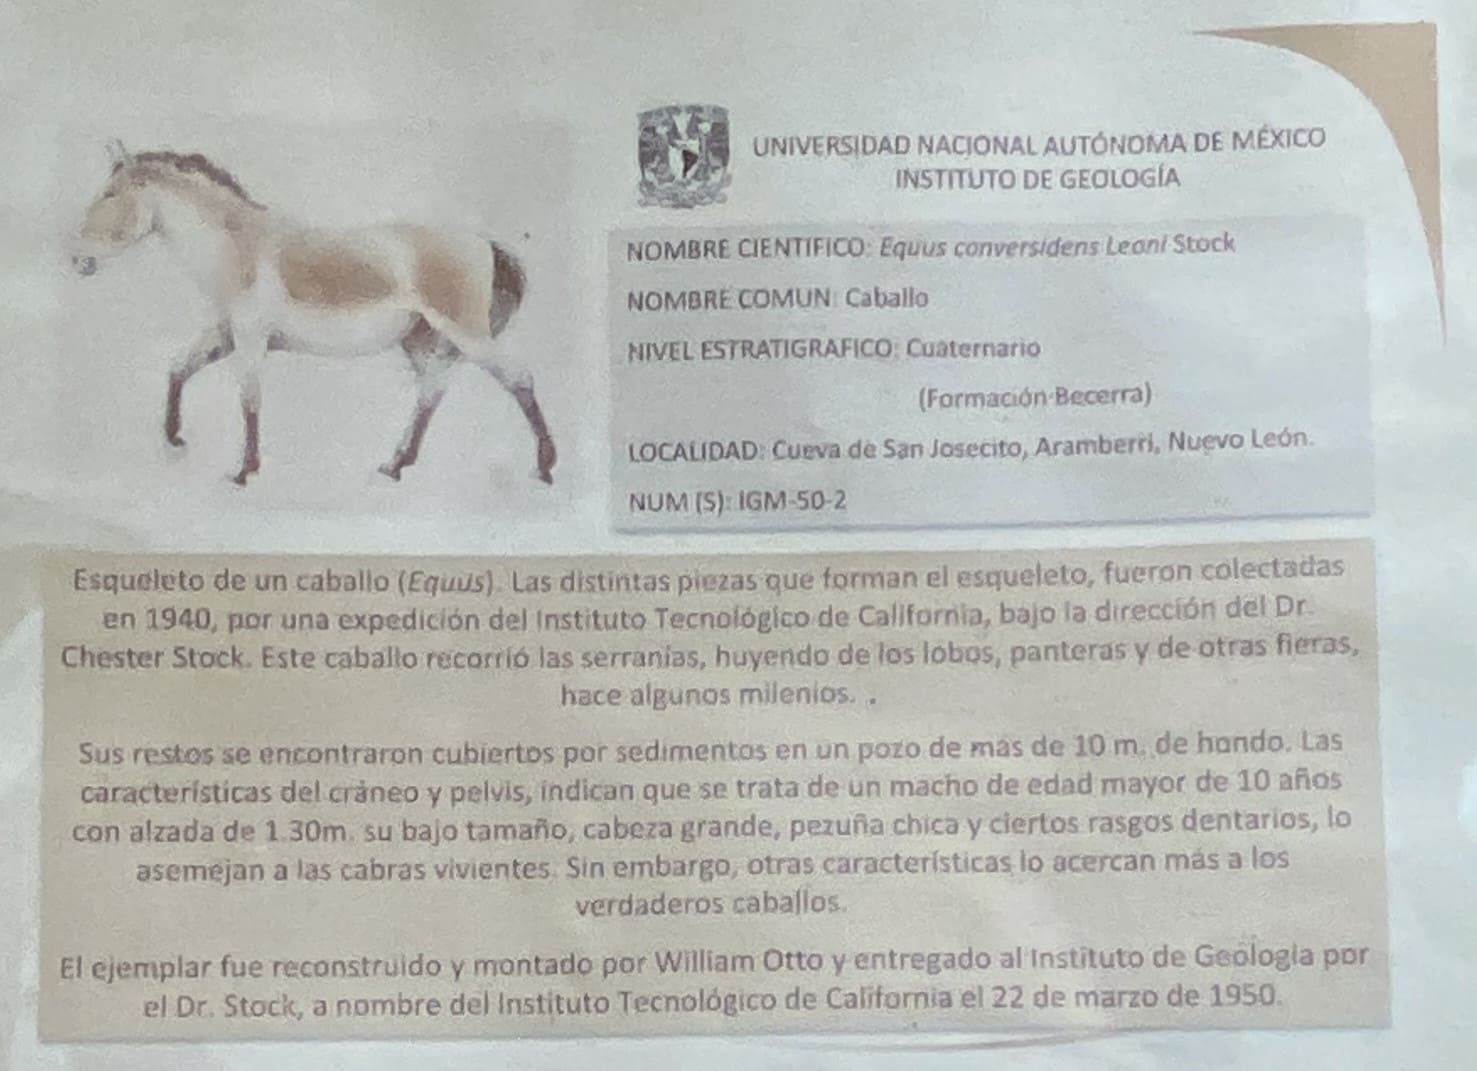 UNIVERSIDAD NACIONAL AUTÓNOMA DE MÉXICO
INSTITUTO DE GEOLOGÍA
NOMBRE CIENTIFICO: Equus conversidens Leoni Stock
NOMBRE COMUN: Caballo
NIVEL ESTRATIGRAFICO: Cuaternario
(Formación Becerra)
LOCALIDAD: Cueva de San Josecito, Aramberri, Nuevo León.
NUM (S): IGM-50-2
Esqueleto de un caballo (Equus). Las distintas piezas que forman el esqueleto, fueron colectadas
en 1940, por una expedición del Instituto Tecnológico de California, bajo la dirección del Dr.
Chester Stock. Este caballo recorrió las serranías, huyendo de los lobos, panteras y de otras fieras,
hace algunos milenios. .
Sus restos se encontraron cubiertos por sedimentos en un pozo de mas de 10 m. de hondo. Las
características del cráneo y pelvis, indican que se trata de un macho de edad mayor de 10 años
con alzada de 1.30m. su bajo tamaño, cabeza grande, pezuña chica y ciertos rasgos dentarios, lo
asemejan a las cabras vivientes. Sin embargo, otras características lo acercan más a los
verdaderos caballos.
El ejemplar fue reconstruido y montado por William Otto y entregado al Instituto de Geología por
el Dr. Stock, a nombre del Instituto Tecnológico de California el 22 de marzo de 1950.